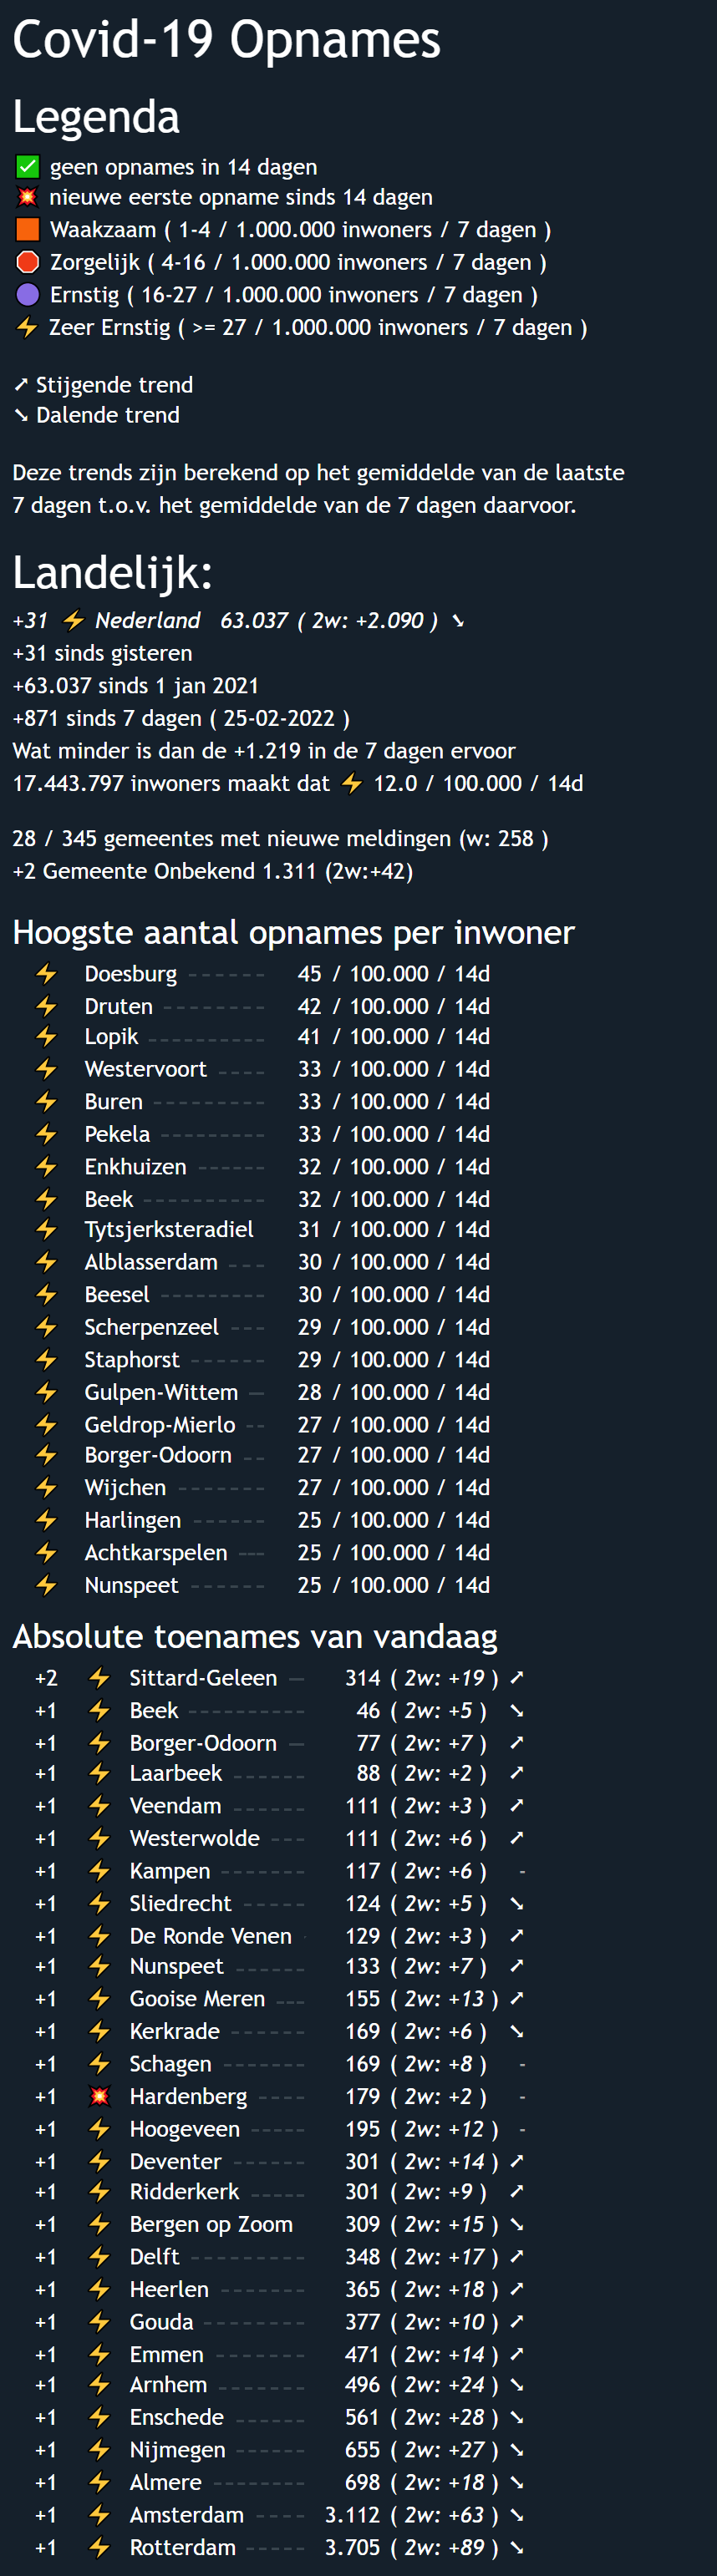 Covid-19 Opnames
Legenda
✅ geen opnames in 14 dagen
💥 nieuwe eerste opname sinds 14 dagen
🟧 Waakzaam ( 1-4 / 1.000.000 inwoners / 7 dagen )
🛑 Zorgelijk ( 4-16 / 1.000.000 inwoners / 7 dagen )
🟣 Ernstig ( 16-27 / 1.000.000 inwoners / 7 dagen )
⚡ Zeer Ernstig ( >= 27 / 1.000.000 inwoners / 7 dagen )
➚ Stijgende trend
➘ Dalende trend
Deze trends zijn berekend op het gemiddelde van de laatste
7 dagen t.o.v. het gemiddelde van de 7 dagen daarvoor.
Landelijk:
+31 ⚡ Nederland 63.037 ( 2w: +2.090 ) ➘
+31 sinds gisteren
+63.037 sinds 1 jan 2021
+871 sinds 7 dagen ( 25-02-2022 )
Wat minder is dan de +1.219 in de 7 dagen ervoor
17.443.797 inwoners maakt dat ⚡ 12.0 / 100.000 / 14d
28 / 345 gemeentes met nieuwe meldingen (w: 258 )
+2 Gemeente Onbekend 1.311 (2w:+42)
Hoogste aantal opnames per inwoner
⚡ Doesburg 45 / 100.000 / 14d
⚡ Druten 42 / 100.000 / 14d
⚡ Lopik 41 / 100.000 / 14d
⚡ Westervoort 33 / 100.000 / 14d
⚡ Buren 33 / 100.000 / 14d
⚡ Pekela 33 / 100.000 / 14d
⚡ Enkhuizen 32 / 100.000 / 14d
⚡ Beek 32 / 100.000 / 14d
⚡ Tytsjerksteradiel 31 / 100.000 / 14d
⚡ Alblasserdam 30 / 100.000 / 14d
⚡ Beesel 30 / 100.000 / 14d
⚡ Scherpenzeel 29 / 100.000 / 14d
⚡ Staphorst 29 / 100.000 / 14d
⚡ Gulpen-Wittem 28 / 100.000 / 14d
⚡ Geldrop-Mierlo 27 / 100.000 / 14d
⚡ Borger-Odoorn 27 / 100.000 / 14d
⚡ Wijchen 27 / 100.000 / 14d
⚡ Harlingen 25 / 100.000 / 14d
⚡ Achtkarspelen 25 / 100.000 / 14d
⚡ Nunspeet 25 / 100.000 / 14d
Absolute toenames van vandaag
+2 ⚡ Sittard-Geleen 314 ( 2w: +19 ) ➚
+1 ⚡ Beek 46 ( 2w: +5 ) ➘
+1 ⚡ Borger-Odoorn 77 ( 2w: +7 ) ➚
+1 ⚡ Laarbeek 88 ( 2w: +2 ) ➚
+1 ⚡ Veendam 111 ( 2w: +3 ) ➚
+1 ⚡ Westerwolde 111 ( 2w: +6 ) ➚
+1 ⚡ Kampen 117 ( 2w: +6 ) -
+1 ⚡ Sliedrecht 124 ( 2w: +5 ) ➘
+1 ⚡ De Ronde Venen 129 ( 2w: +3 ) ➚
+1 ⚡ Nunspeet 133 ( 2w: +7 ) ➚
+1 ⚡ Gooise Meren 155 ( 2w: +13 ) ➚
+1 ⚡ Kerkrade 169 ( 2w: +6 ) ➘
+1 ⚡ Schagen 169 ( 2w: +8 ) -
+1 💥 Hardenberg 179 ( 2w: +2 ) -
+1 ⚡ Hoogeveen 195 ( 2w: +12 ) -
+1 ⚡ Deventer 301 ( 2w: +14 ) ➚
+1 ⚡ Ridderkerk 301 ( 2w: +9 ) ➚
+1 ⚡ Bergen op Zoom 309 ( 2w: +15 ) ➘
+1 ⚡ Delft 348 ( 2w: +17 ) ➚
+1 ⚡ Heerlen 365 ( 2w: +18 ) ➚
+1 ⚡ Gouda 377 ( 2w: +10 ) ➚
+1 ⚡ Emmen 471 ( 2w: +14 ) ➚
+1 ⚡ Arnhem 496 ( 2w: +24 ) ➘
+1 ⚡ Enschede 561 ( 2w: +28 ) ➘
+1 ⚡ Nijmegen 655 ( 2w: +27 ) ➘
+1 ⚡ Almere 698 ( 2w: +18 ) ➘
+1 ⚡ Amsterdam 3.112 ( 2w: +63 ) ➘
+1 ⚡ Rotterdam 3.705 ( 2w: +89 ) ➘